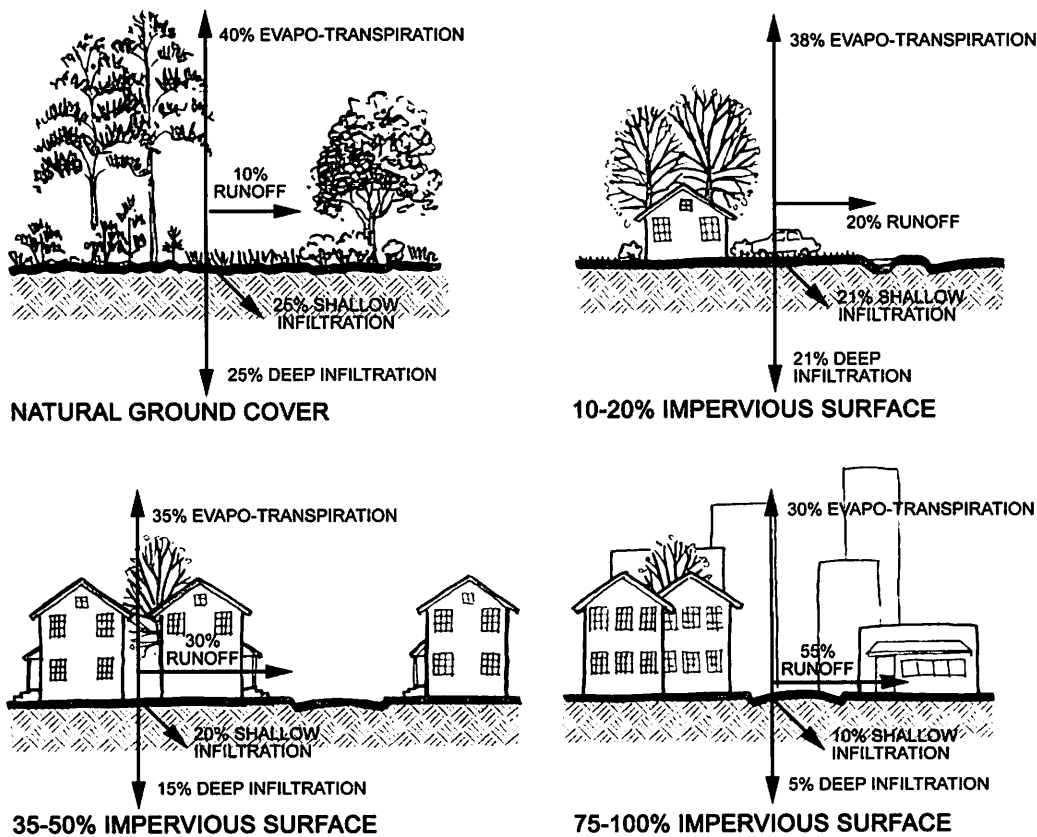 40% EVAPO-TRANSPIRATION
10%
RUNOFF
25% SHALLOW
INFILTRATION
25% DEEP INFILTRATION
NATURAL GROUND COVER
38% EVAPO-TRANSPIRATION
20% RUNOFF
21% SHALLOW
INFILTRATION
21% DEEP
INFILTRATION
10-20% IMPERVIOUS SURFACE
35% EVAPO-TRANSPIRATION
30%
RUNOFF
20% SHALLOW
INFILTRATION
15% DEEP INFILTRATION
35-50% IMPERVIOUS SURFACE
30% EVAPO-TRANSPIRATION
55%
RUNOFF
10% SHALLOW
INFILTRATION
5% DEEP INFILTRATION
75-100% IMPERVIOUS SURFACE